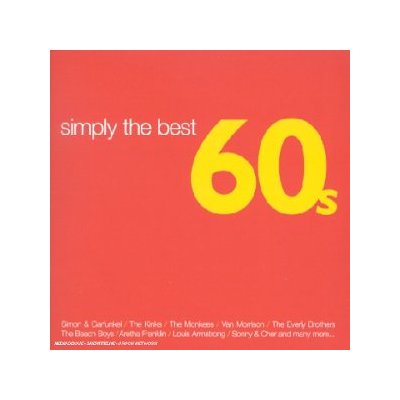 simply the best
60s
Simon & Garfunkel / The Kinks / The Monkees / Van Morrison / The Everly Brothers
The Beach Boys / Aretha Franklin / Louis Armstrong / Sonny & Cher and many more...